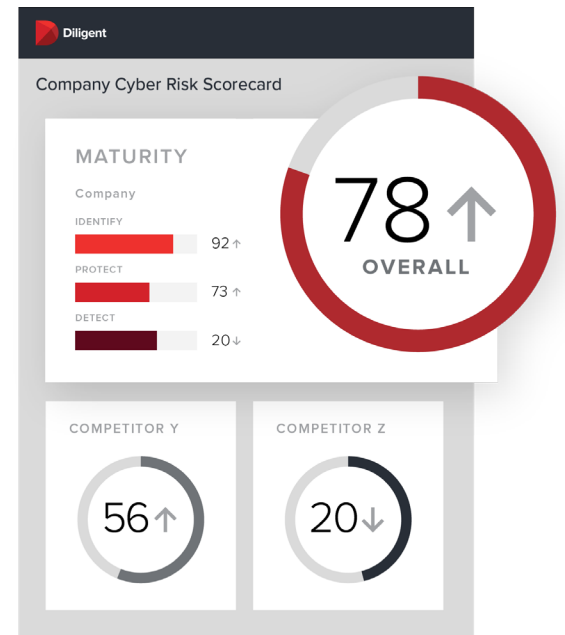 Diligent
Company Cyber Risk Scorecard
MATURITY
Company
IDENTIFY
92↑
PROTECT
73↑
DETECT
20↓
78↑
OVERALL
COMPETITOR Y
56↑
COMPETITOR Z
20↓